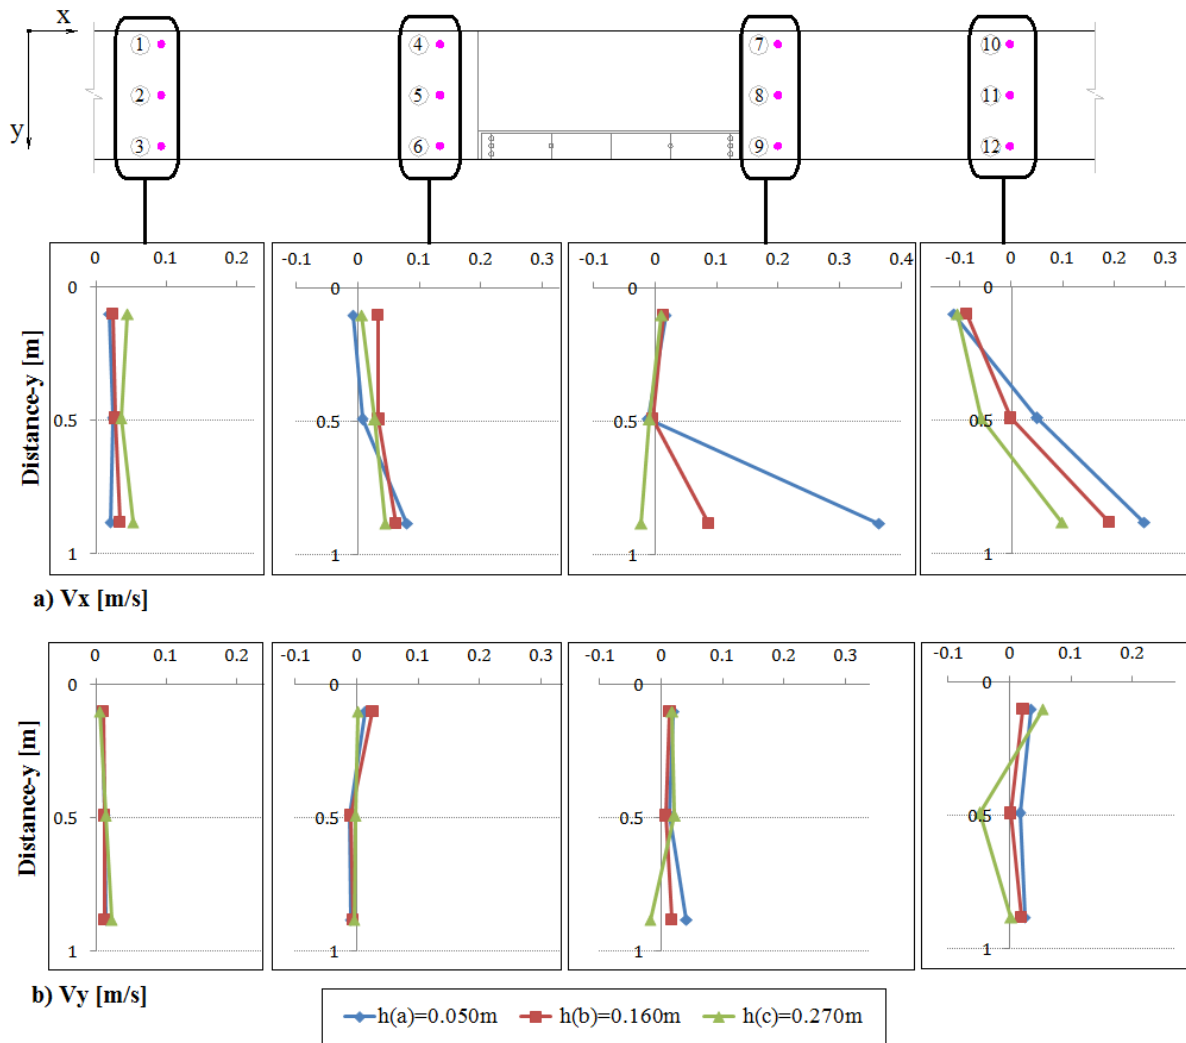 x
1 4 7 10
2 5 8 11
y
3 6 9 12
0 0.1 0.2 -0.1 0 0.1 0.2 0.3 -0.1 0 0.1 0.2 0.3 0.4 -0.1 0 0.1 0.2 0.3
0 0 0 0
Distance-y [m]
0.5 0.5 0.5 0.5
1 1 1 1
a) Vx [m/s]
0 0.1 0.2 -0.1 0 0.1 0.2 0.3 -0.1 0 0.1 0.2 0.3 -0.1 0 0.1 0.2
0 0 0 0
Distance-y [m]
0.5 0.5 0.5 0.5
1 1 1 1
b) Vy [m/s]
h(a)=0.050m h(b)=0.160m h(c)=0.270m